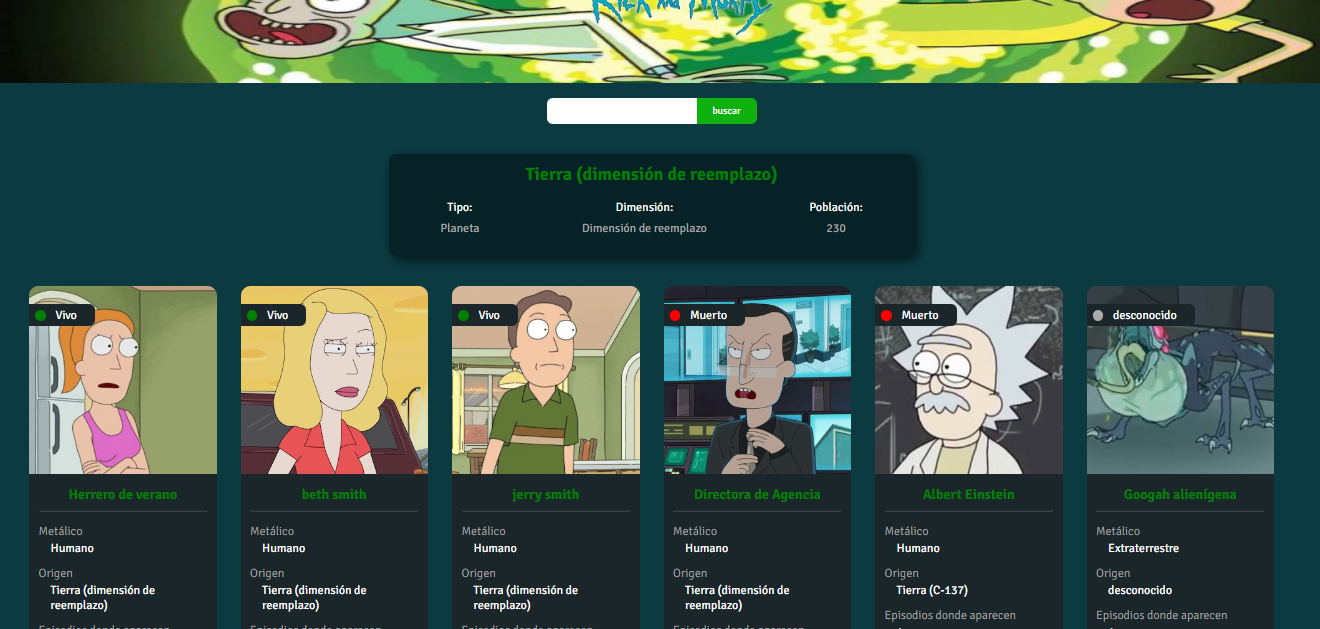 Rick and Morty
buscar
Tierra (dimensión de reemplazo)
Tipo: Dimensión: Población:
Planeta Dimensión de reemplazo 230
Vivo Vivo Vivo Muerto Muerto desconocido
Herrero de verano beth smith jerry smith Directora de Agencia Albert Einstein Googah alienígena
Metálico Metálico Metálico Metálico Metálico Metálico
Humano Humano Humano Humano Humano Extraterrestre
Origen Origen Origen Origen Origen Origen
Tierra (dimensión de Tierra (dimensión de Tierra (dimensión de Tierra (dimensión de Tierra (C-137) desconocido
reemplazo) reemplazo) reemplazo) reemplazo)
Episodios donde aparecen Episodios donde aparecen